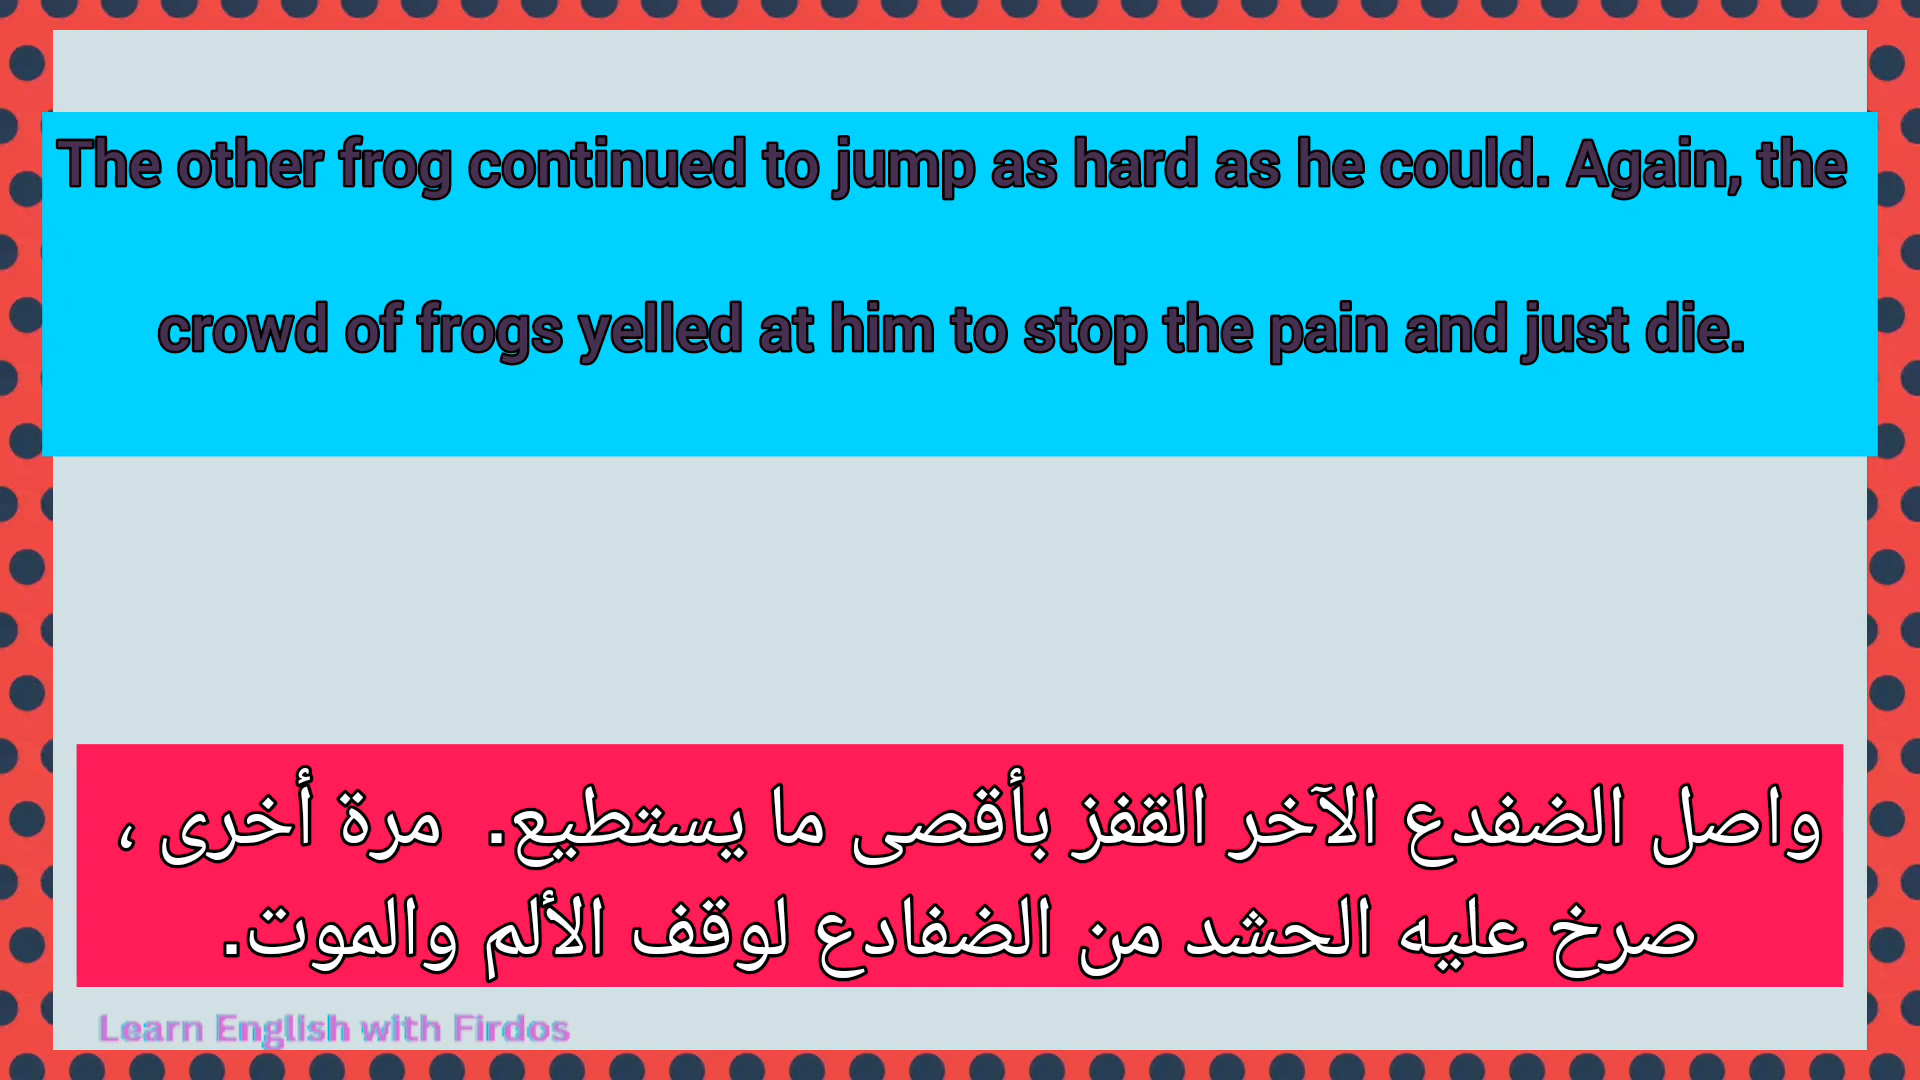 The other frog continued to jump as hard as he could. Again, the
crowd of frogs yelled at him to stop the pain and just die.
واصل الضفدع الآخر القفز بأقصى ما يستطيع.  مرة أخرى ،
صرخ عليه الحشد من الضفادع لوقف الألم والموت.
Learn English with Firdos